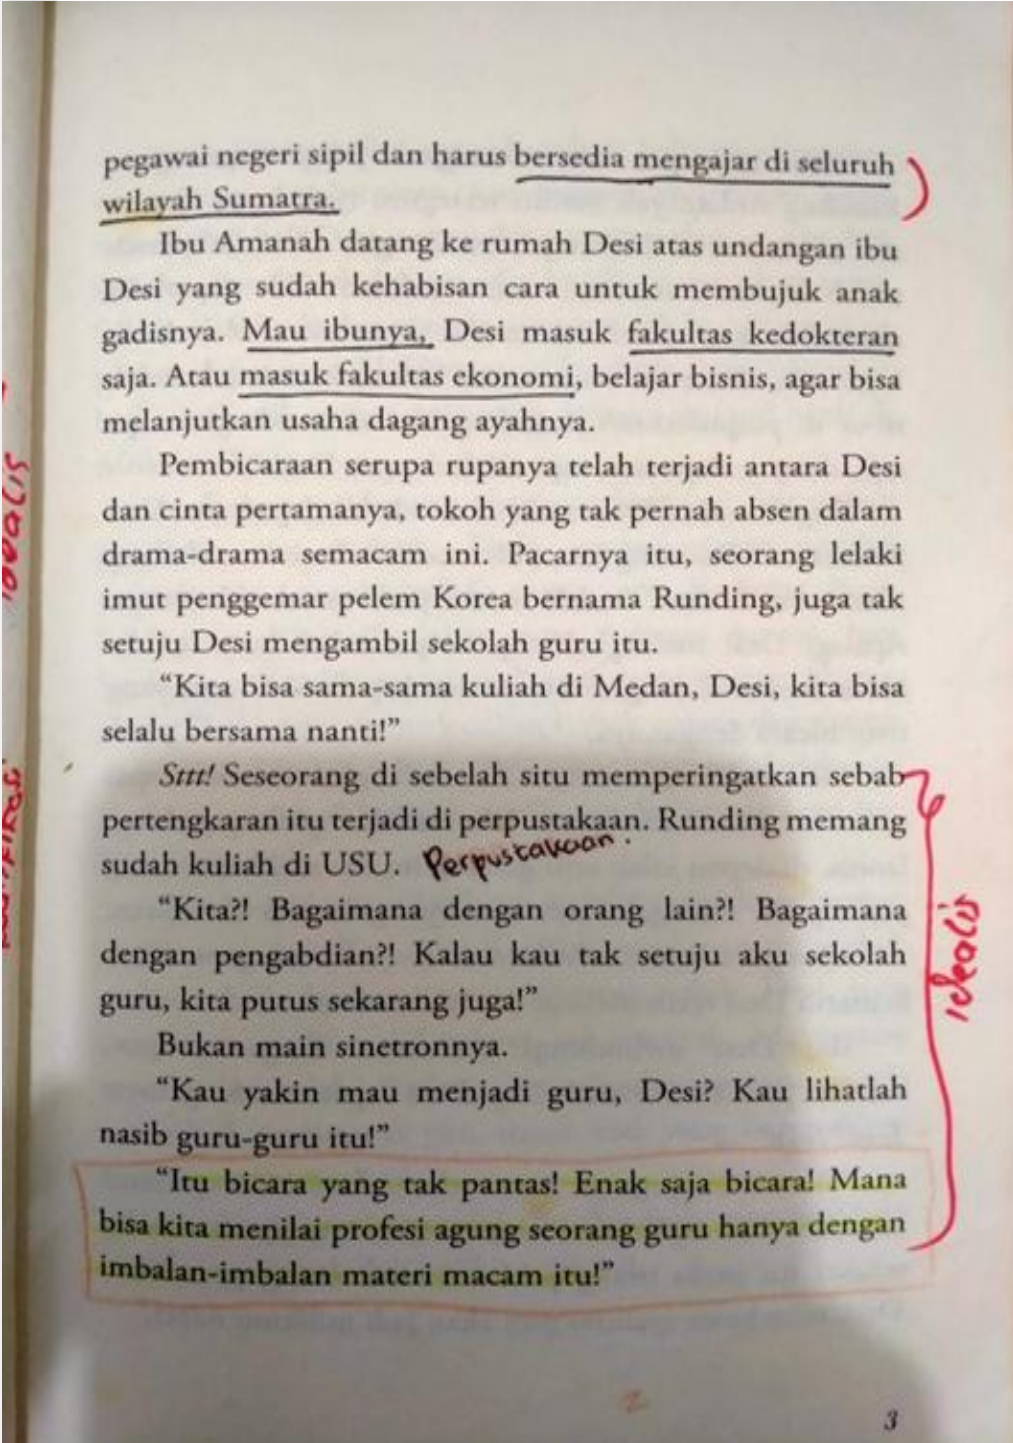 pegawai negeri sipil dan harus bersedia mengajar di seluruh
wilayah Sumatra.
Ibu Amanah datang ke rumah Desi atas undangan ibu
Desi yang sudah kehabisan cara untuk membujuk anak
gadisnya. Mau ibunya, Desi masuk fakultas kedokteran
saja. Atau masuk fakultas ekonomi, belajar bisnis, agar bisa
melanjutkan usaha dagang ayahnya.
Pembicaraan serupa rupanya telah terjadi antara Desi
dan cinta pertamanya, tokoh yang tak pernah absen dalam
drama-drama semacam ini. Pacarnya itu, seorang lelaki
imut penggemar pelem Korea bernama Runding, juga tak
setuju Desi mengambil sekolah guru itu.
“Kita bisa sama-sama kuliah di Medan, Desi, kita bisa
selalu bersama nanti!”
Sttt! Seseorang di sebelah situ memperingatkan sebab
pertengkaran itu terjadi di perpustakaan. Runding memang
sudah kuliah di USU. Perpustakaan.
“Kita?! Bagaimana dengan orang lain?! Bagaimana
dengan pengabdian?! Kalau kau tak setuju aku sekolah
guru, kita putus sekarang juga!”
Bukan main sinetronnya.
“Kau yakin mau menjadi guru, Desi? Kau lihatlah
nasib guru-guru itu!”
“Itu bicara yang tak pantas! Enak saja bicara! Mana
bisa kita menilai profesi agung seorang guru hanya dengan
imbalan-imbalan materi macam itu!”
idealis
3